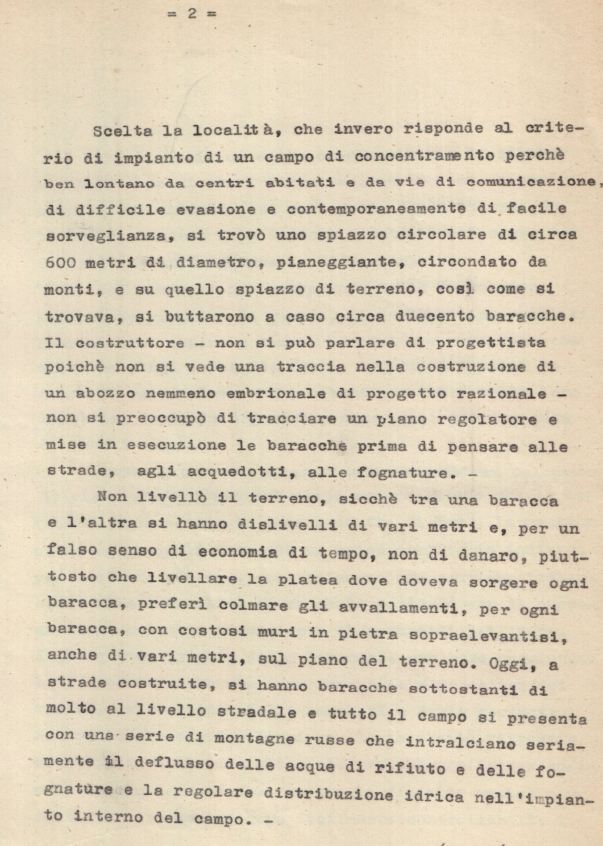 = 2 =
Scelta la località, che invero risponde al crite-
rio di impianto di un campo di concentramento perchè
ben lontano da centri abitati e da vie di comunicazione,
di difficile evasione e contemporaneamente di facile
sorveglianza, si trovò uno spiazzo circolare di circa
600 metri di diametro, pianeggiante, circondato da
monti, e su quello spiazzo di terreno, così come si
trovava, si buttarono a caso circa duecento baracche.
Il costruttore - non si può parlare di progettista
poichè non si vede una traccia nella costruzione di
un abozzo nemmeno embrionale di progetto razionale -
non si preoccupò di tracciare un piano regolatore e
mise in esecuzione le baracche prima di pensare alle
strade, agli acquedotti, alle fognature. -
Non livellò il terreno, sicchè tra una baracca
e l'altra si hanno dislivelli di vari metri e, per un
falso senso di economia di tempo, non di danaro, piut-
tosto che livellare la platea dove doveva sorgere ogni
baracca, preferì colmare gli avvallamenti, per ogni
baracca, con costosi muri in pietra sopraelevantisi,
anche di vari metri, sul piano del terreno. Oggi, a
strade costruite, si hanno baracche sottostanti di
molto al livello stradale e tutto il campo si presenta
con una serie di montagne russe che intralciano seria-
mente il deflusso delle acque di rifiuto e delle fo-
gnature e la regolare distribuzione idrica nell'impian-
to interno del campo. -